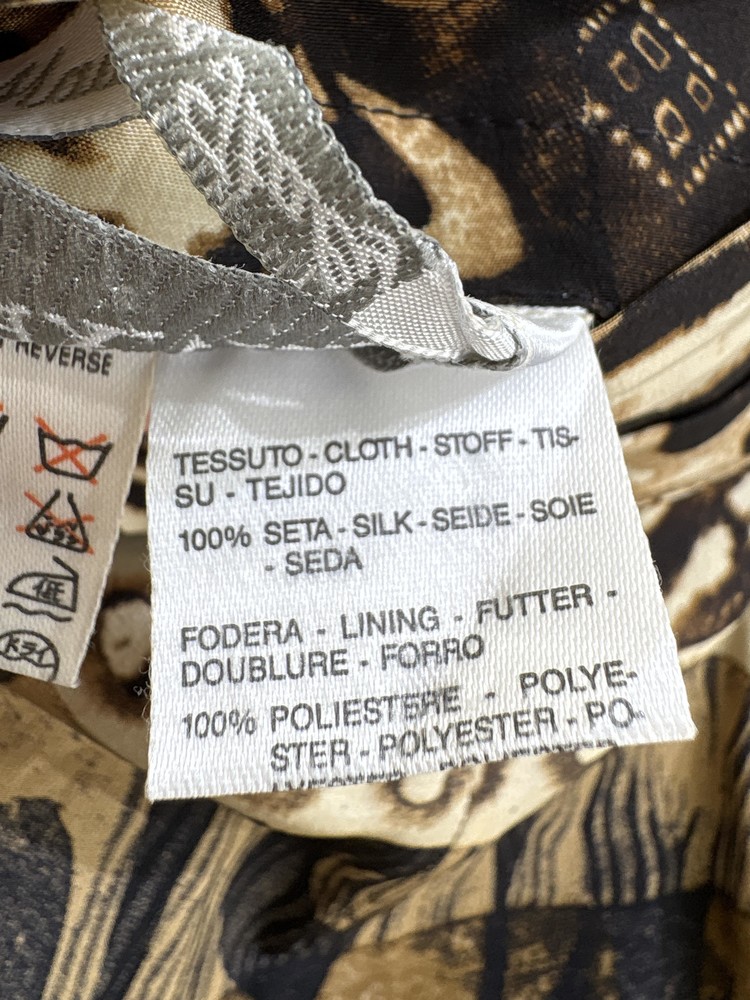 REVERSE
TESSUTO - CLOTH - STOFF - TIS-
SU - TEJIDO
100% SETA - SILK - SEIDE - SOIE
- SEDA
FODERA - LINING - FUTTER -
DOUBLURE - FORRO
100% POLIESTERE - POLYE-
STER - POLYESTER - PO-